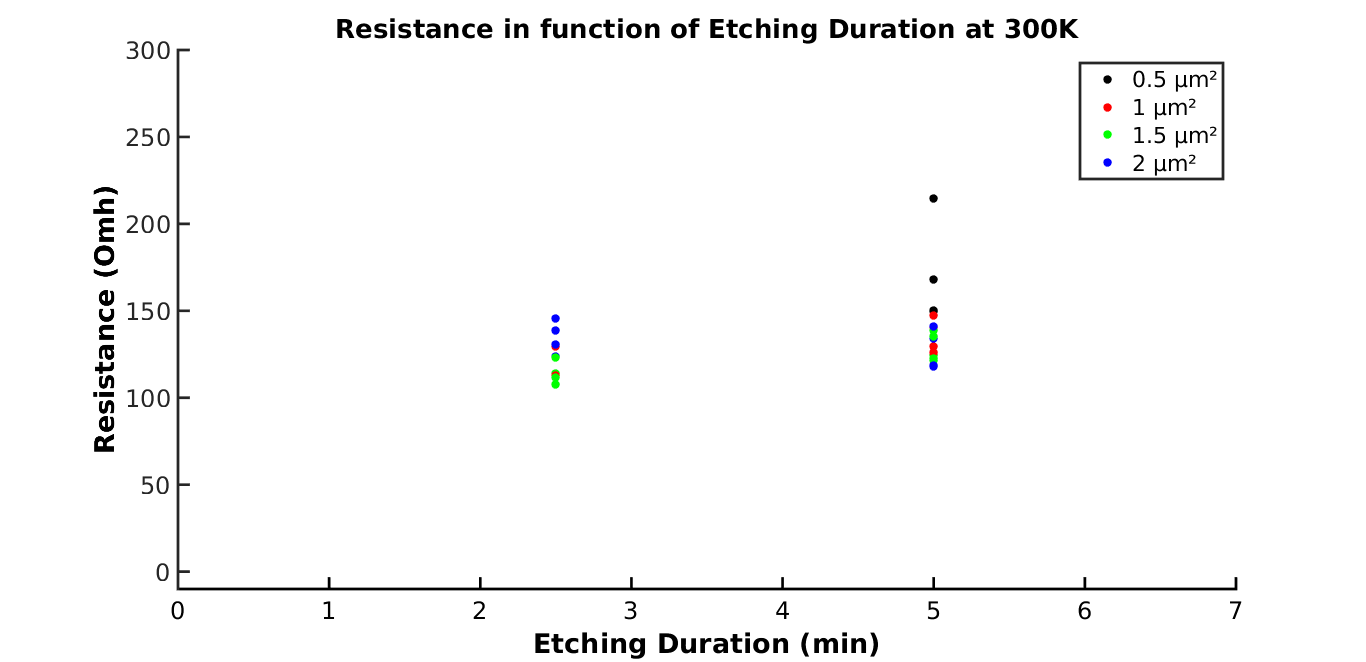 Resistance in function of Etching Duration at 300K
300
250
200
150
100
50
0
Resistance (Omh)
0.5 µm²
1 µm²
1.5 µm²
2 µm²
0 1 2 3 4 5 6 7
Etching Duration (min)